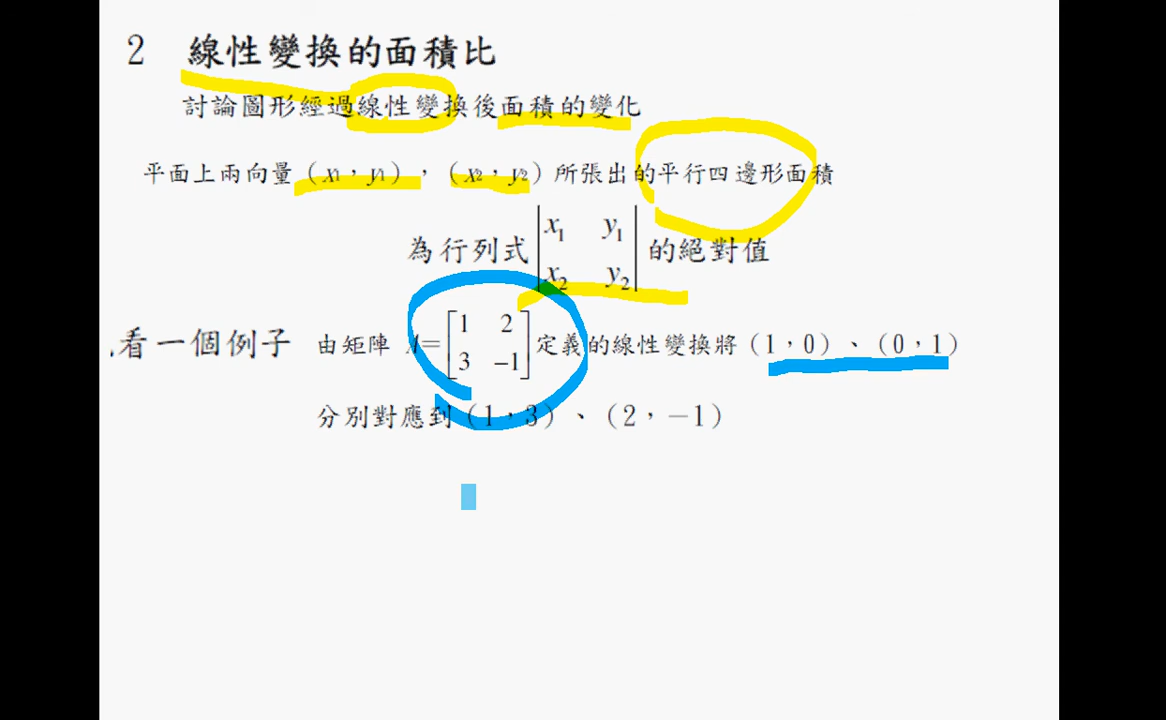 2 線性變換的面積比
討論圖形經過線性變換後面積的變化
平面上兩向量（x₁，y₁），（x₂，y₂）所張出的平行四邊形面積
為行列式 |x₁ y₁| 的絕對值
|x₂ y₂|
看一個例子 由矩陣 A=[1 2] 定義的線性變換將（1，0）、（0，1）
[3 −1]
分別對應到（1，3）、（2，−1）